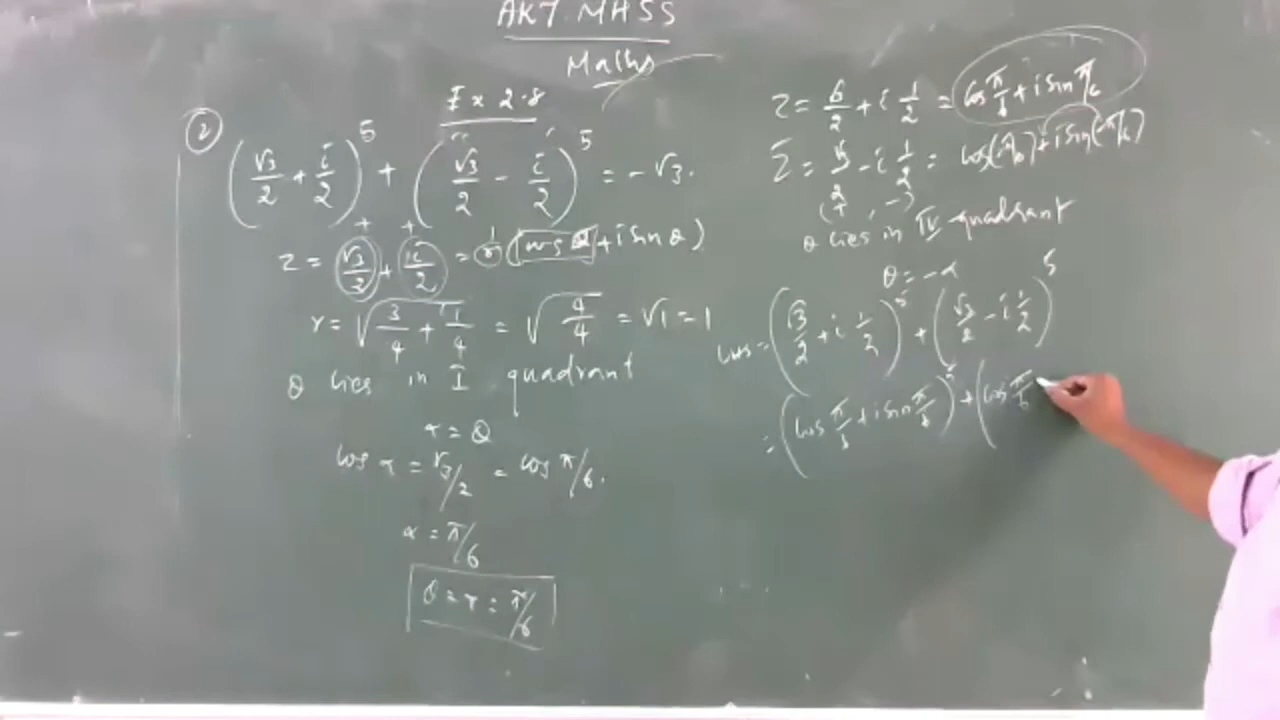 AKT MASS
Maths
Ex 2.8
② (√3/2 + i/2)^5 + (√3/2 - i/2)^5 = -√3.
z = √3/2 + i/2 = r(cos θ + i sin θ)
r = √(3/4 + 1/4) = √(4/4) = √1 = 1
θ lies in I quadrant
α = θ
cos α = √3/2 = cos π/6.
α = π/6
θ = α = π/6
z = √3/2 + i 1/2 = cos π/6 + i sin π/6
z̄ = √3/2 - i 1/2 = cos(-π/6) + i sin(-π/6)
(+, -)
θ lies in IV quadrant
θ = -α
LHS = (√3/2 + i 1/2)^5 + (√3/2 - i 1/2)^5
= (cos π/6 + i sin π/6)^5 + (cos π/6